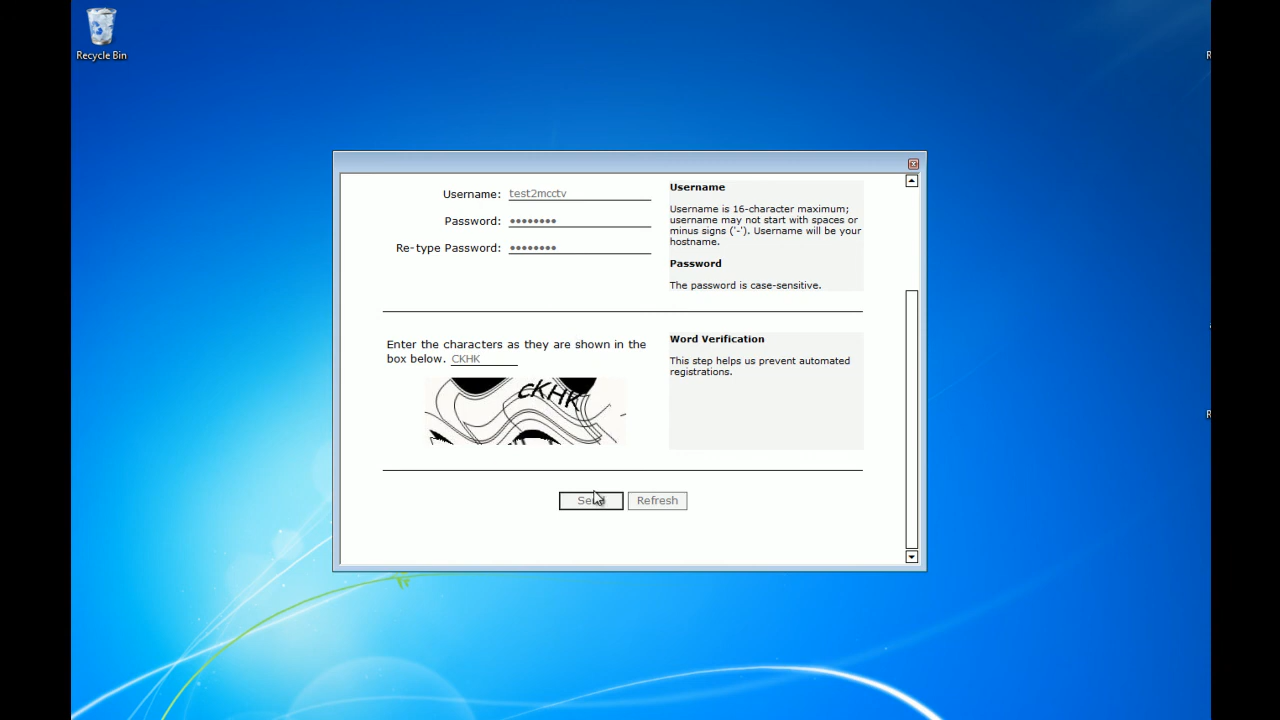 Recycle Bin
R
Username: test2mcctv
Password: ••••••••
Re-type Password: ••••••••
Username
Username is 16-character maximum;
username may not start with spaces or
minus signs ('-'). Username will be your
hostname.
Password
The password is case-sensitive.
Enter the characters as they are shown in the
box below. CKHK
CKHK
Word Verification
This step helps us prevent automated
registrations.
R
Refresh